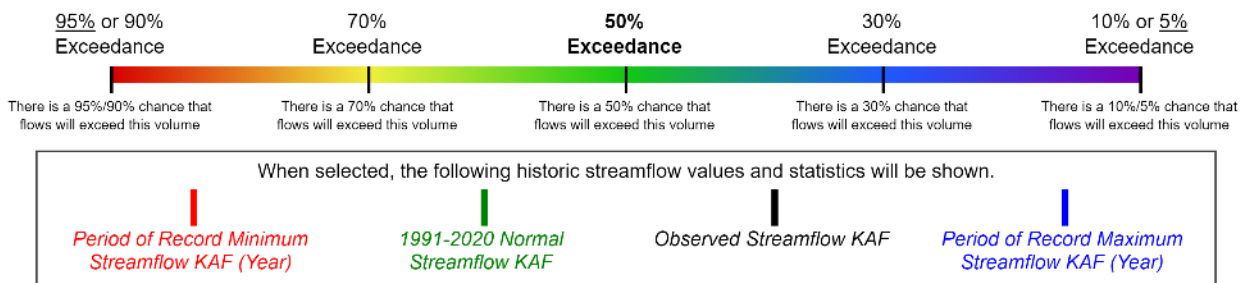 95% or 90%
Exceedance
70%
Exceedance
50%
Exceedance
30%
Exceedance
10% or 5%
Exceedance
There is a 95%/90% chance that
flows will exceed this volume
There is a 70% chance that
flows will exceed this volume
There is a 50% chance that
flows will exceed this volume
There is a 30% chance that
flows will exceed this volume
There is a 10%/5% chance that
flows will exceed this volume
When selected, the following historic streamflow values and statistics will be shown.
Period of Record Minimum
Streamflow KAF (Year)
1991-2020 Normal
Streamflow KAF
Observed Streamflow KAF
Period of Record Maximum
Streamflow KAF (Year)